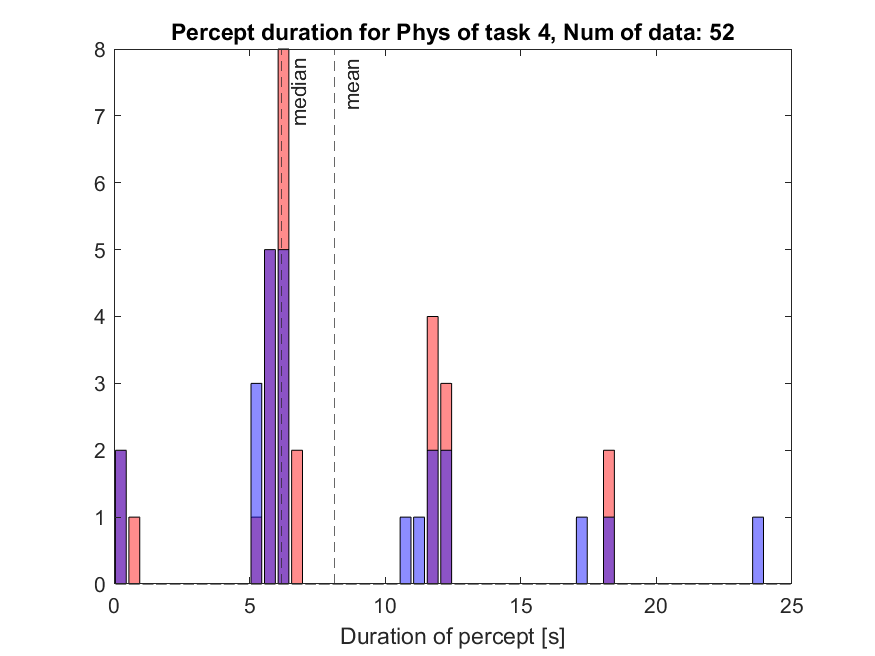 Percept duration for Phys of task 4, Num of data: 52
8
7
6
5
4
3
2
1
0
median
mean
0 5 10 15 20 25
Duration of percept [s]